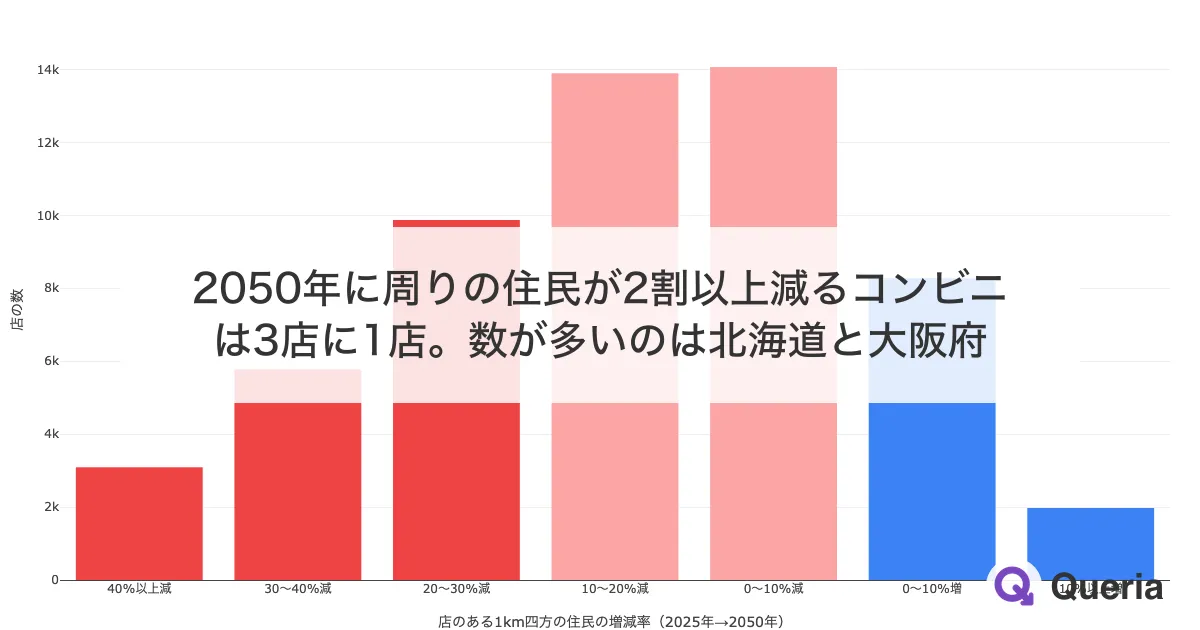 14k
12k
10k
8k
6k
4k
2k
0
店の数
2050年に周りの住民が2割以上減るコンビニ
は3店に1店。数が多いのは北海道と大阪府
40%以上減
30〜40%減
20〜30%減
10〜20%減
0〜10%減
0〜10%増
10%以上増
店のある1km四方の住民の増減率（2025年→2050年）
Queria